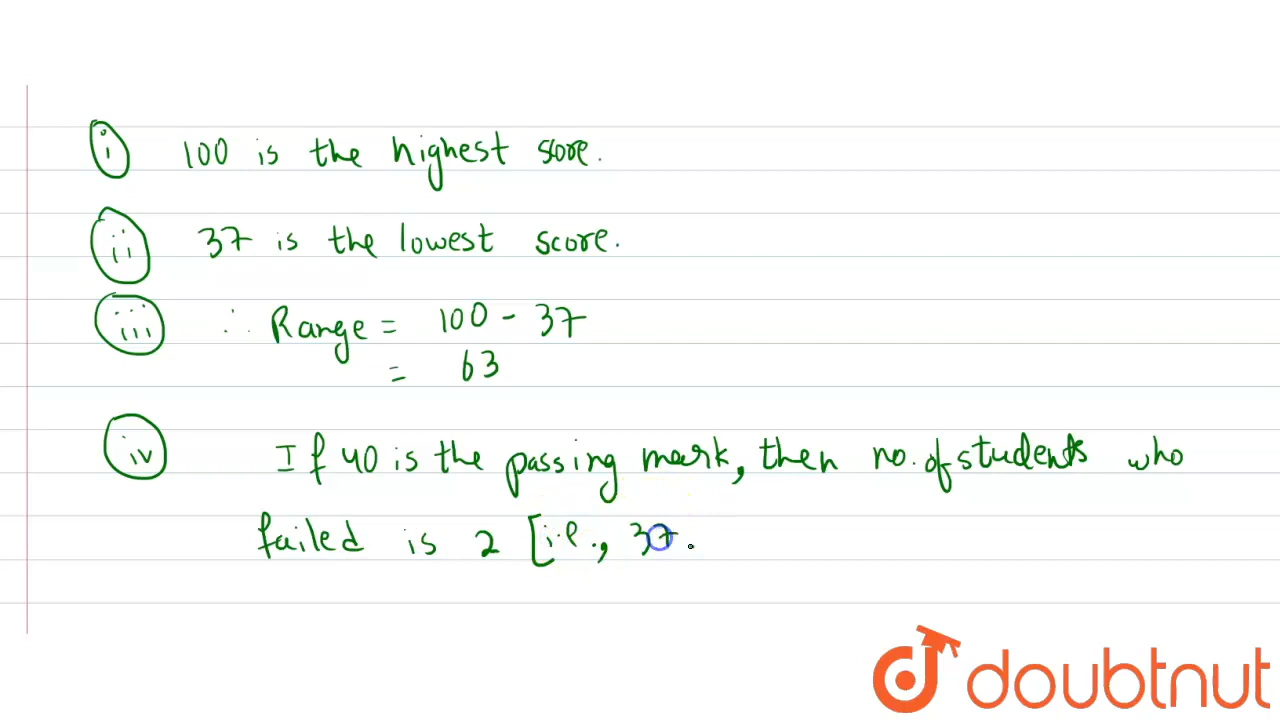 i 100 is the highest score.
ii 37 is the lowest score.
iii ∴ Range = 100 - 37
= 63
iv If 40 is the passing mark, then no. of students who
failed is 2 [i.e., 37.
doubtnut